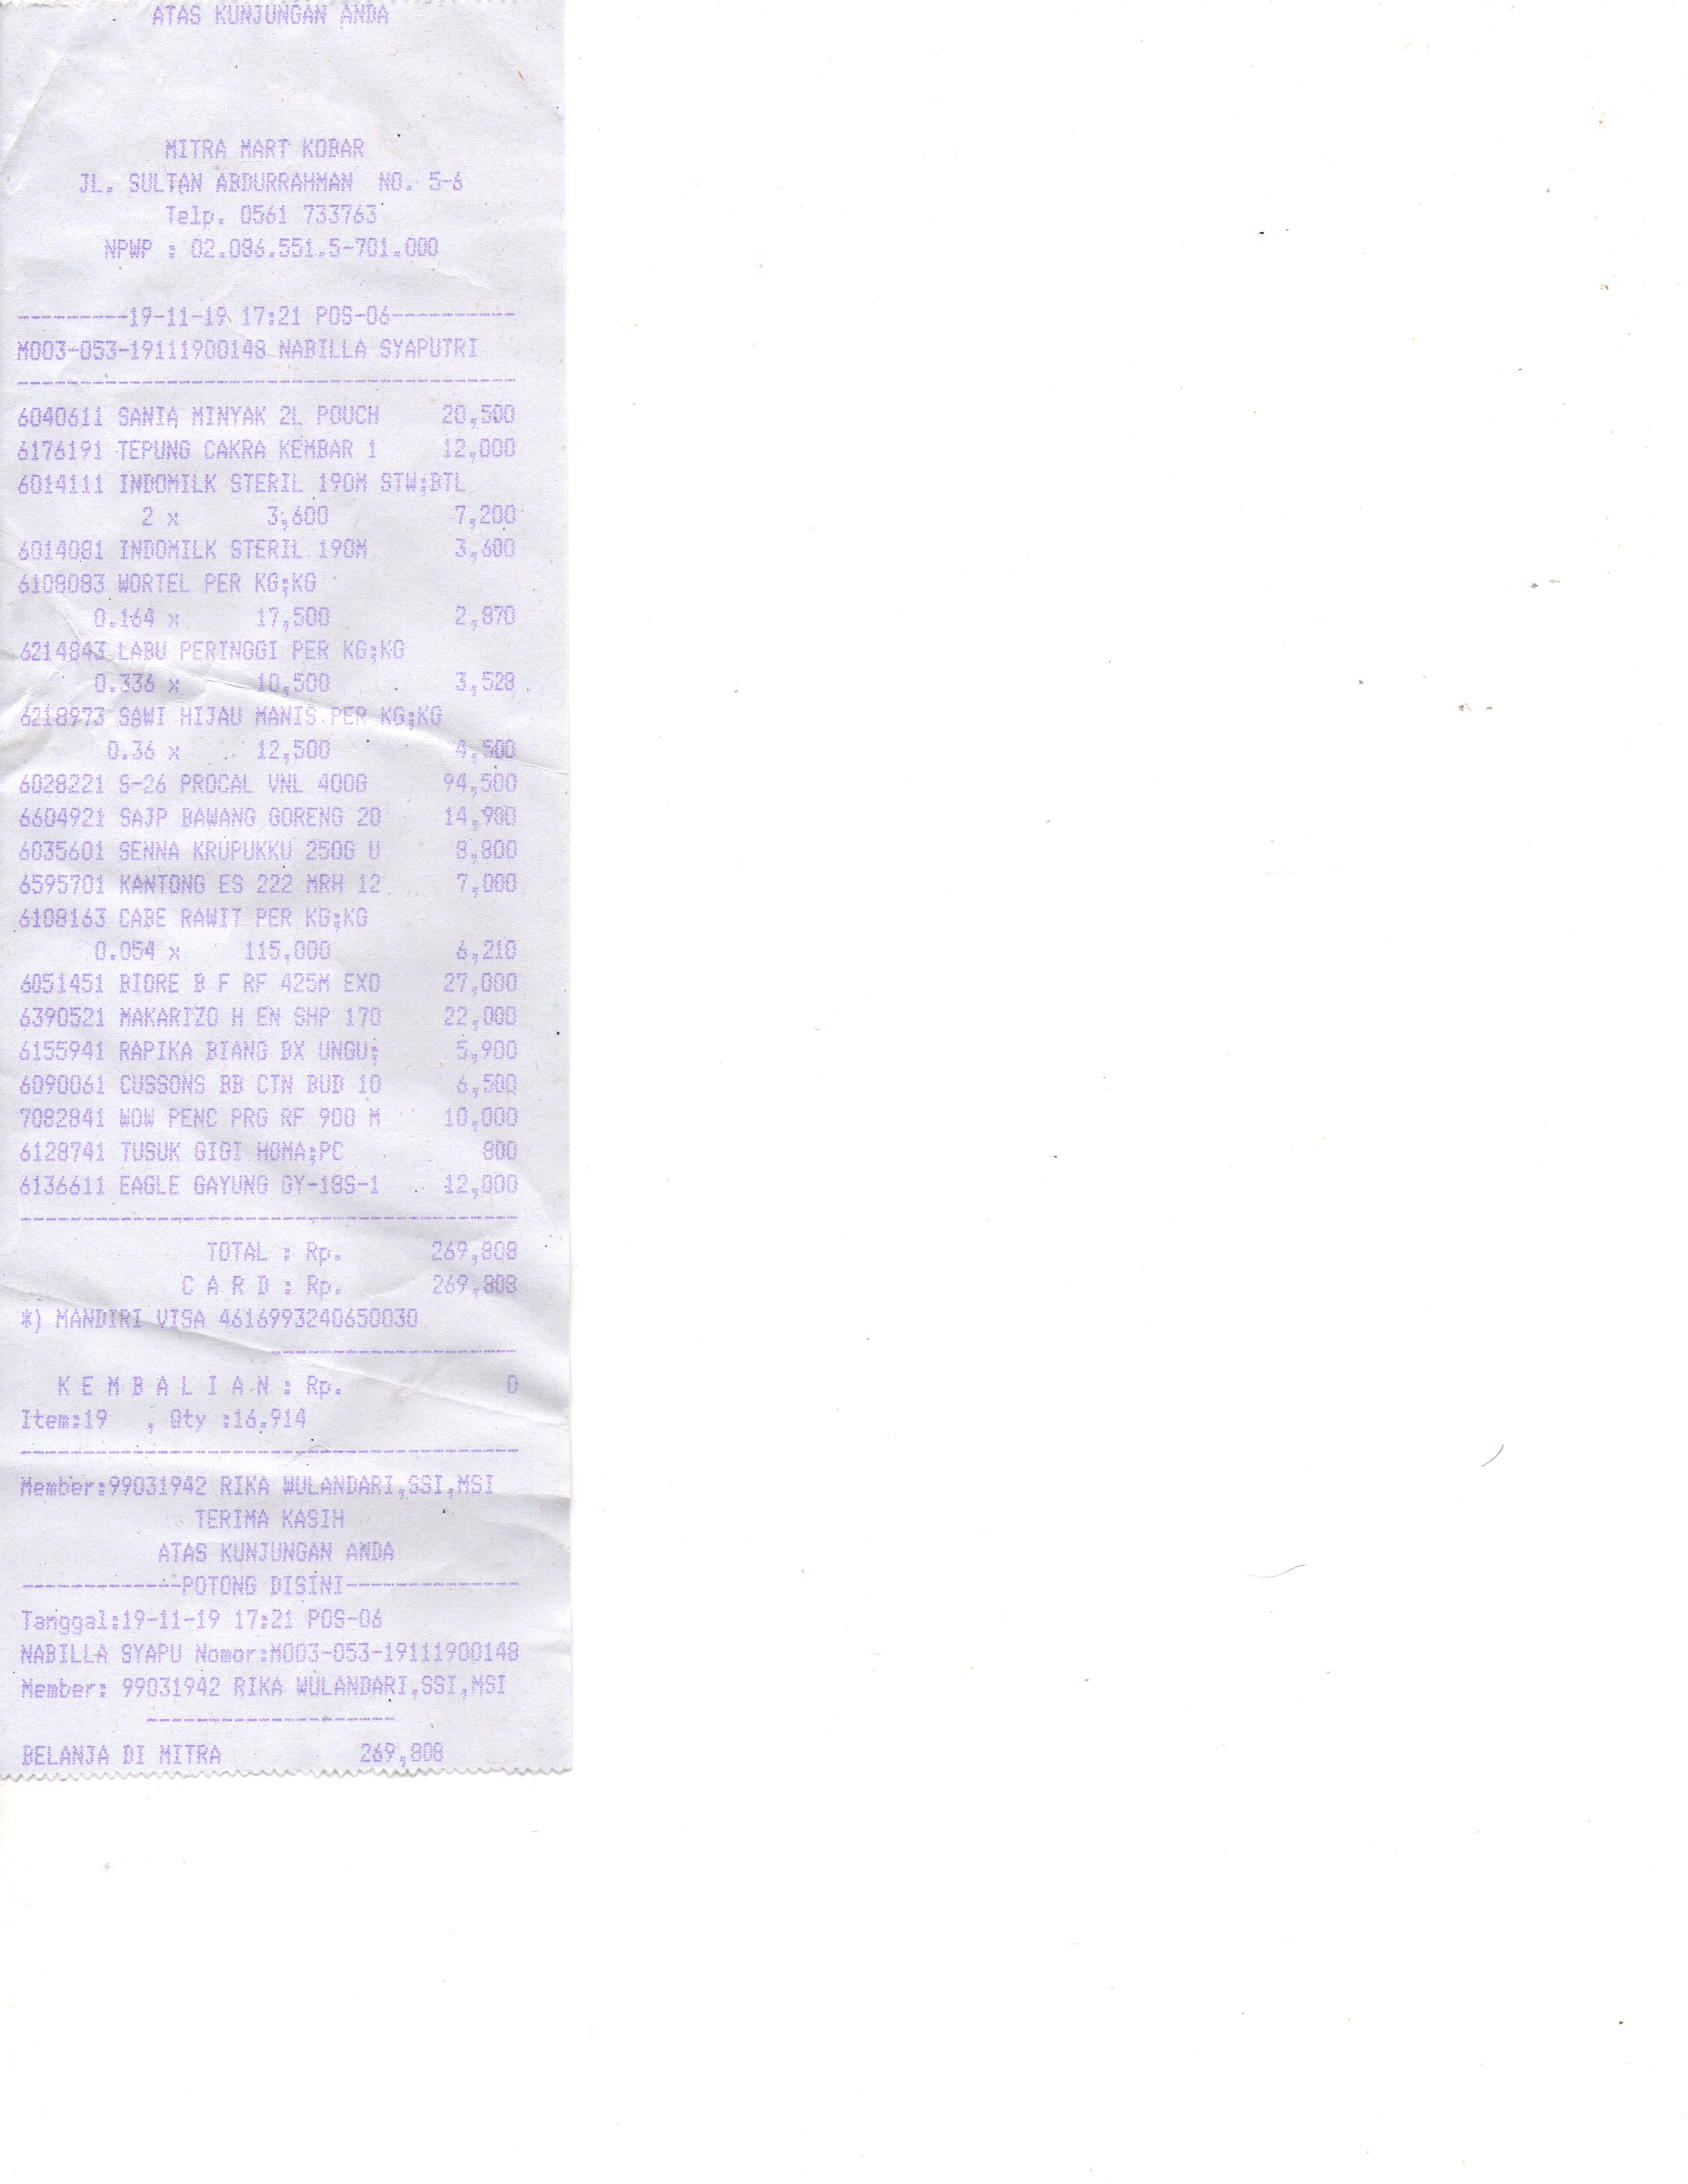 ATAS KUNJUNGAN ANDA
MITRA MART KOBAR
JL. SULTAN ABDURRAHMAN NO. 5-6
Telp. 0561 733763
NPWP : 02.086.551.5-701.000
---------19-11-19 17:21 POS-06----------
M003-053-19111900148 NABILLA SYAPUTRI
----------------------------------------
6040611 SANIA MINYAK 2L POUCH 20,500
6176191 TEPUNG CAKRA KEMBAR 1 12,000
6014111 INDOMILK STERIL 190M STW;BTL
2 x 3,600 7,200
6014081 INDOMILK STERIL 190M 3,600
6108083 WORTEL PER KG;KG
0.164 x 17,500 2,870
6214843 LABU PERINGGI PER KG;KG
0.336 x 10,500 3,528
6218973 SAWI HIJAU MANIS PER KG;KG
0.36 x 12,500 4,500
6028221 S-26 PROCAL VNL 400G 94,500
6604921 SAJP BAWANG GORENG 20 14,900
6035601 SENNA KRUPUKKU 250G U 8,800
6595701 KANTONG ES 222 MRH 12 7,000
6108163 CABE RAWIT PER KG;KG
0.054 x 115,000 6,210
6051451 BIORE B F RF 425M EXO 27,000
6390521 MAKARIZO H EN SHP 170 22,000
6155941 RAPIKA BIANG BX UNGU; 5,900
6090061 CUSSONS BB CTN BUD 10 6,500
7082841 WOW PENC PRG RF 900 M 10,000
6128741 TUSUK GIGI HOMA;PC 800
6136611 EAGLE GAYUNG GY-18S-1 12,000
----------------------------------------
TOTAL : Rp. 269,808
C A R D : Rp. 269,808
*) MANDIRI VISA 4616993240650030
--------------------
K E M B A L I A N : Rp. 0
Item:19 , Qty :16.914
----------------------------------------
Member:99031942 RIKA WULANDARI,SSI,MSI
TERIMA KASIH
ATAS KUNJUNGAN ANDA
-------------POTONG DISINI--------------
Tanggal:19-11-19 17:21 POS-06
NABILLA SYAPU Nomor:M003-053-19111900148
Member: 99031942 RIKA WULANDARI,SSI,MSI
--------------------
BELANJA DI MITRA 269,808